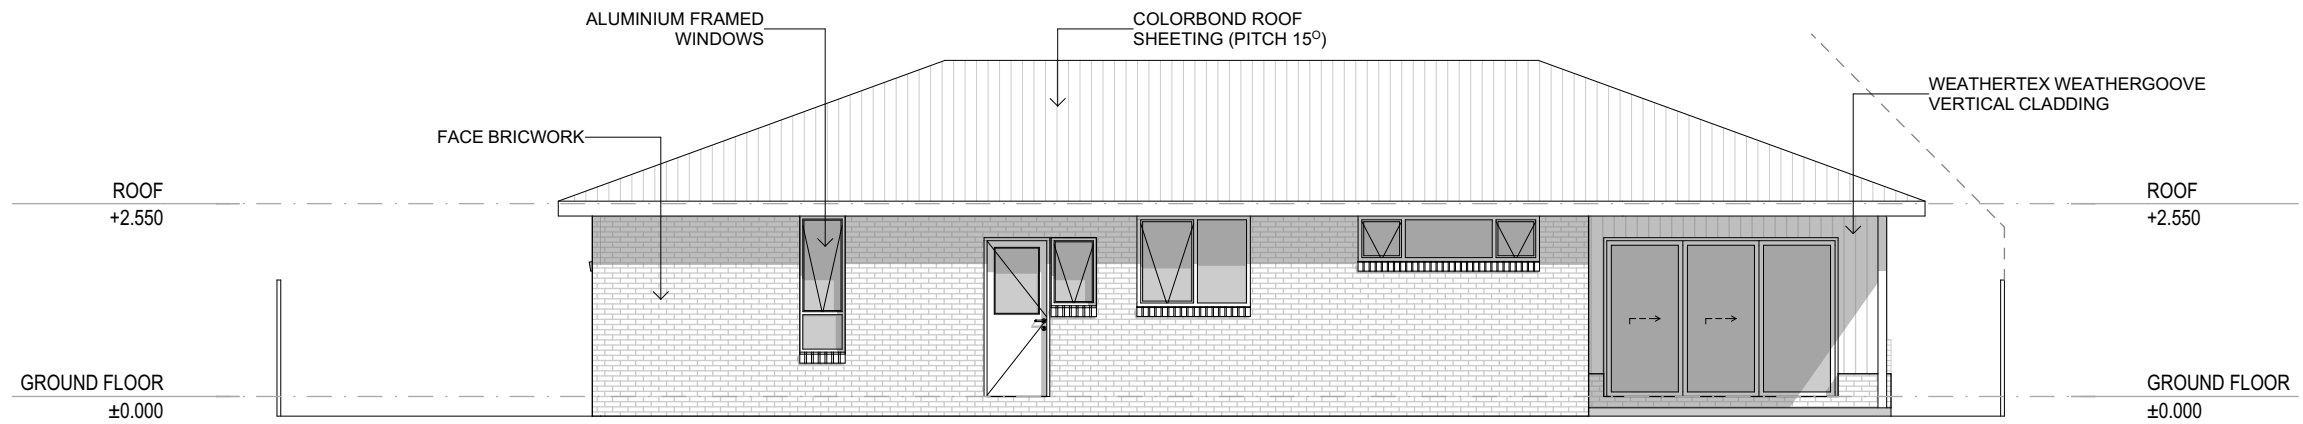 ALUMINIUM FRAMED
WINDOWS
COLORBOND ROOF
SHEETING (PITCH 15°)
WEATHERTEX WEATHERGOOVE
VERTICAL CLADDING
FACE BRICWORK
ROOF
+2.550
ROOF
+2.550
GROUND FLOOR
±0.000
GROUND FLOOR
±0.000